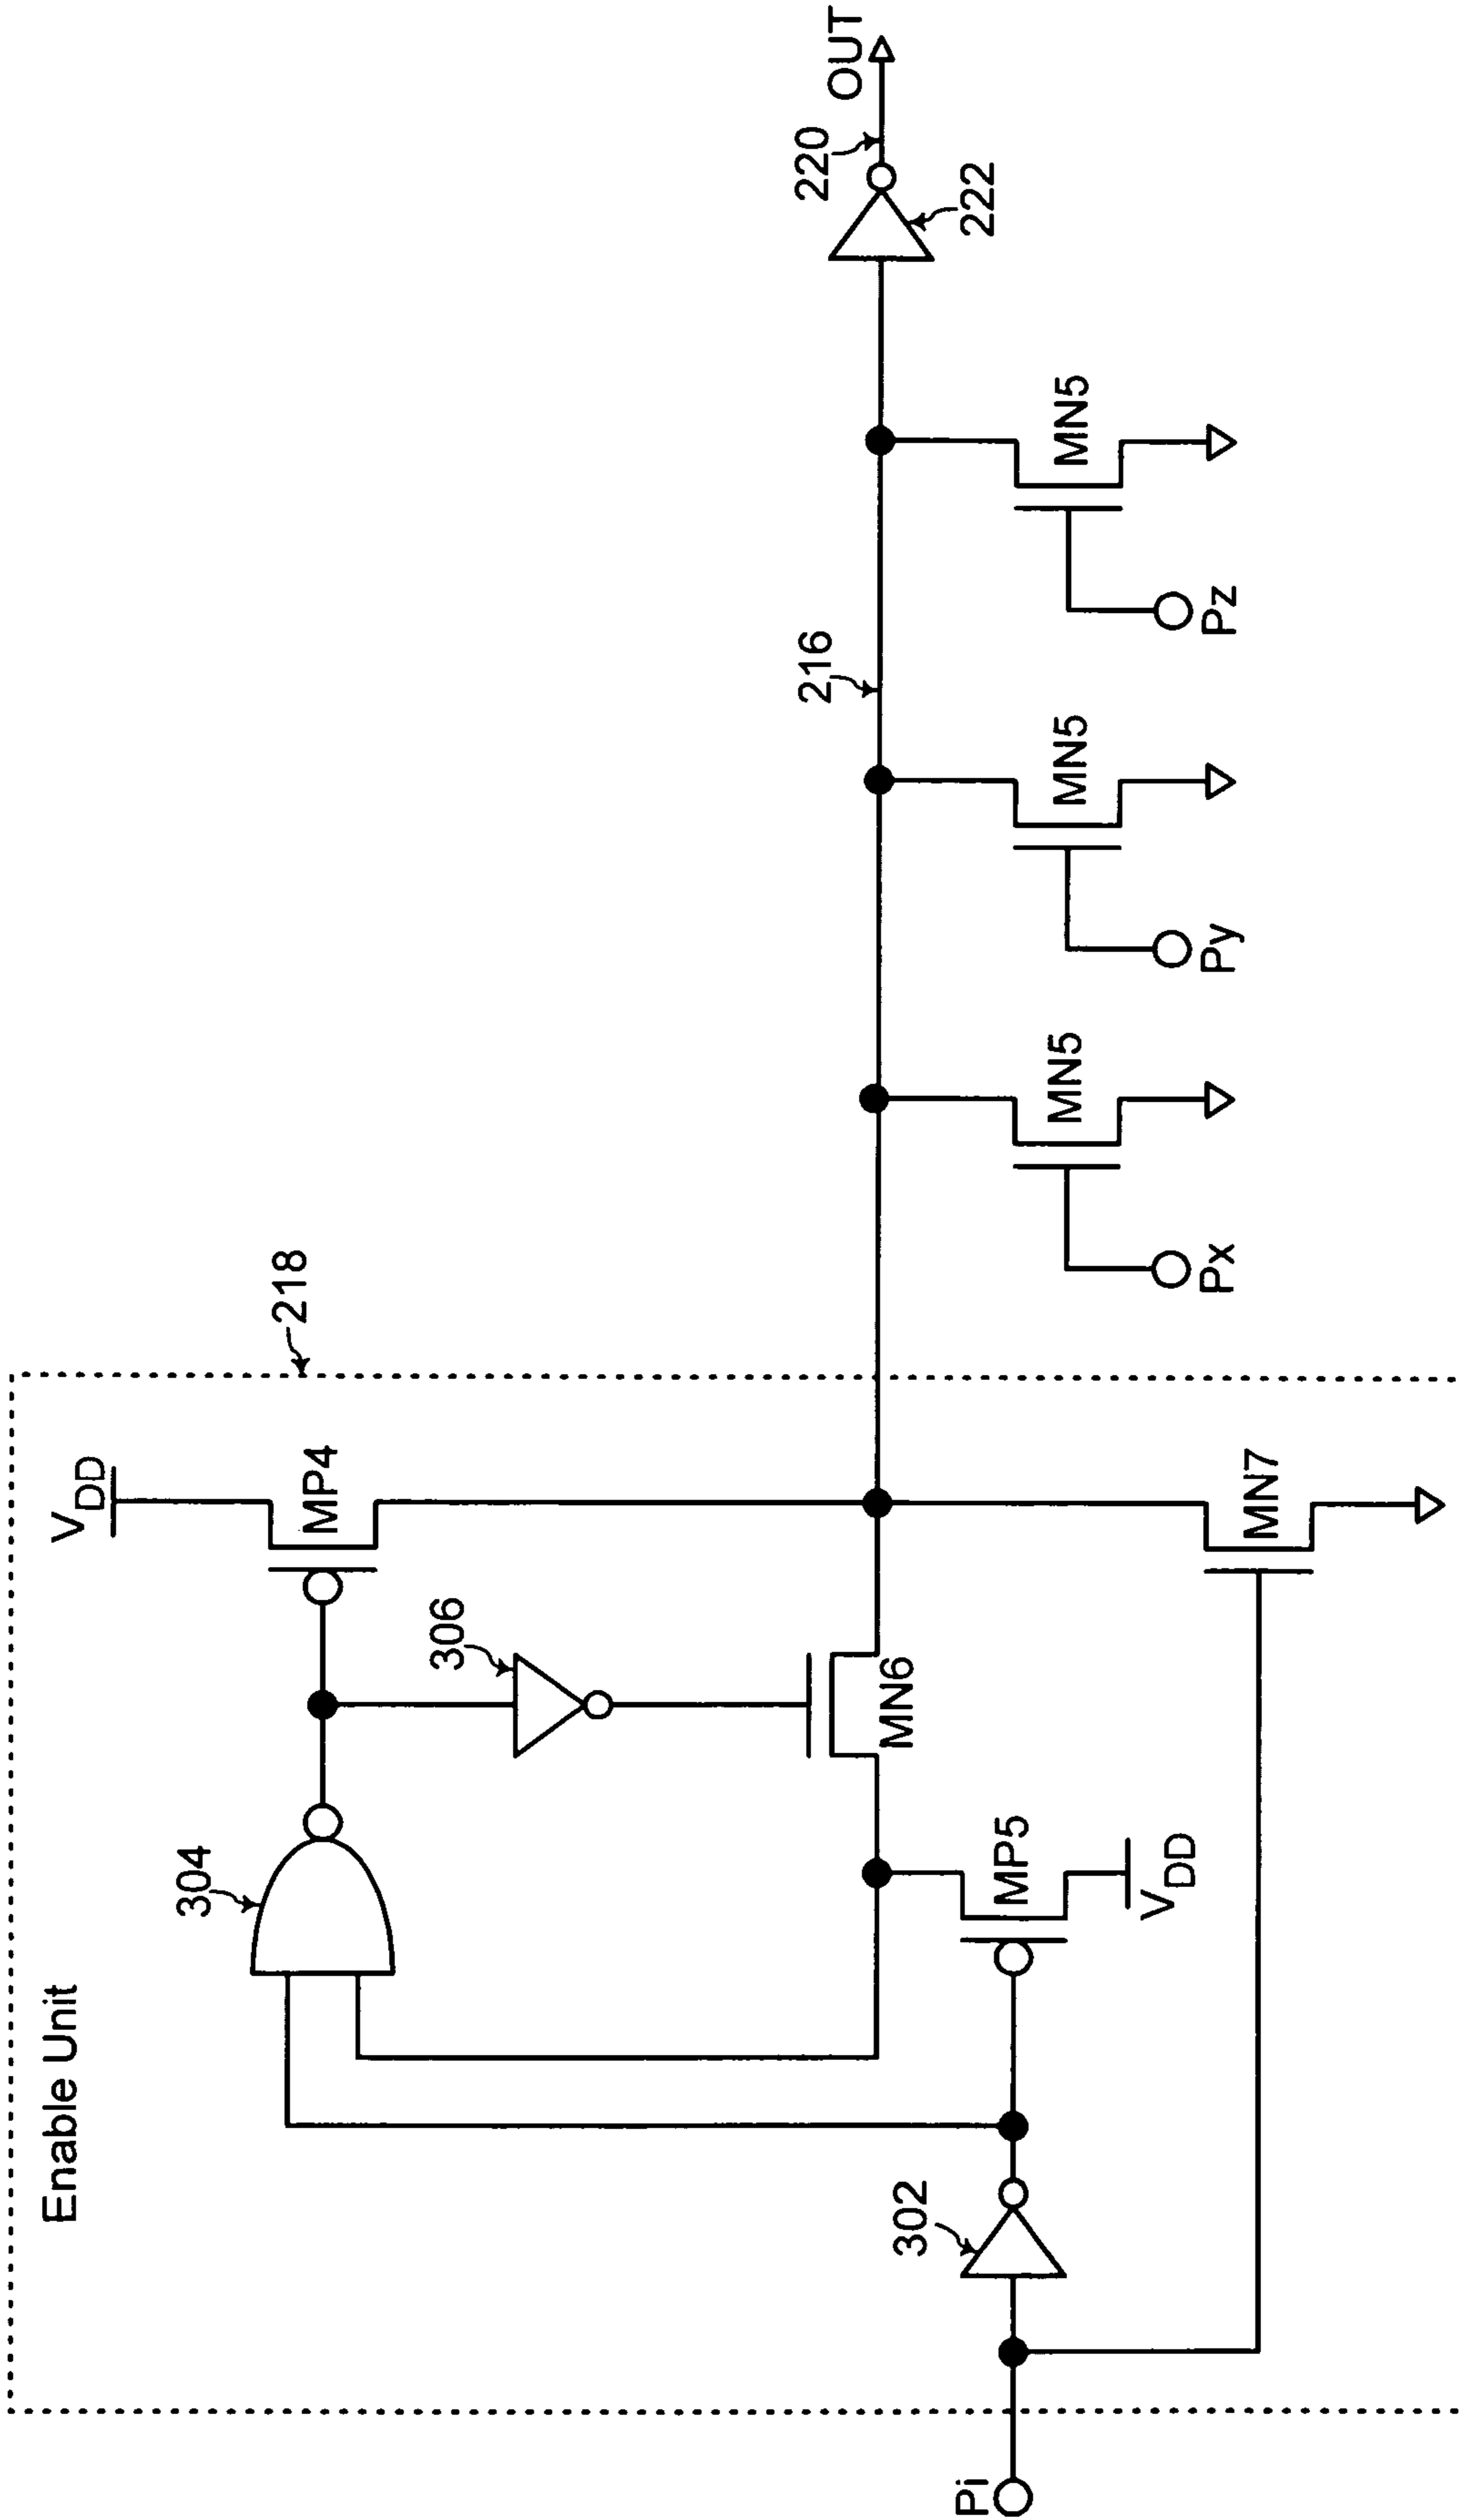 Enable Unit
218
VDD
304
MP4
306
302
MN6
MP5
VDD
Pi
MN7
216
220
OUT
222
MN5
MN5
MN5
Px
Py
Pz